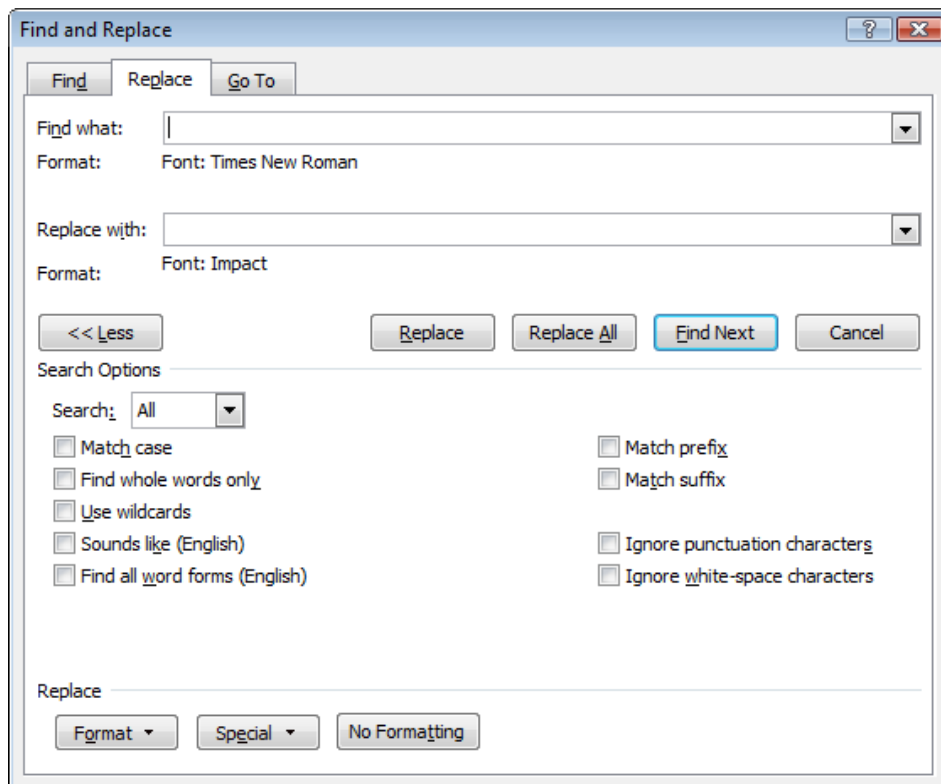 Find and Replace
Find Replace Go To
Find what:
Format: Font: Times New Roman
Replace with:
Format: Font: Impact
<< Less Replace Replace All Find Next Cancel
Search Options
Search: All
Match case Match prefix
Find whole words only Match suffix
Use wildcards
Sounds like (English) Ignore punctuation characters
Find all word forms (English) Ignore white-space characters
Replace
Format Special No Formatting